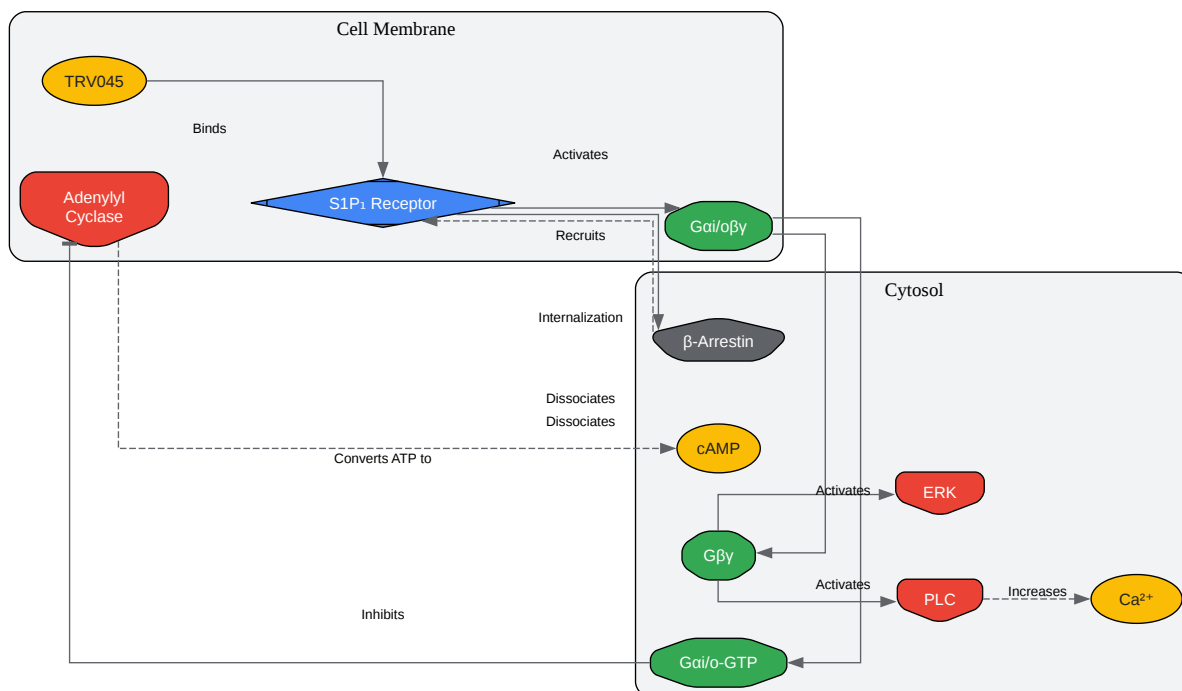 Cell Membrane
TRV045
Binds
Activates
Adenylyl
Cyclase
S1P₁ Receptor
Gαi/oβγ
Recruits
Cytosol
Internalization
β-Arrestin
Dissociates
Dissociates
cAMP
Converts ATP to
Activates
ERK
Gβγ
Activates
PLC
Increases
Ca²⁺
Inhibits
Gαi/o-GTP